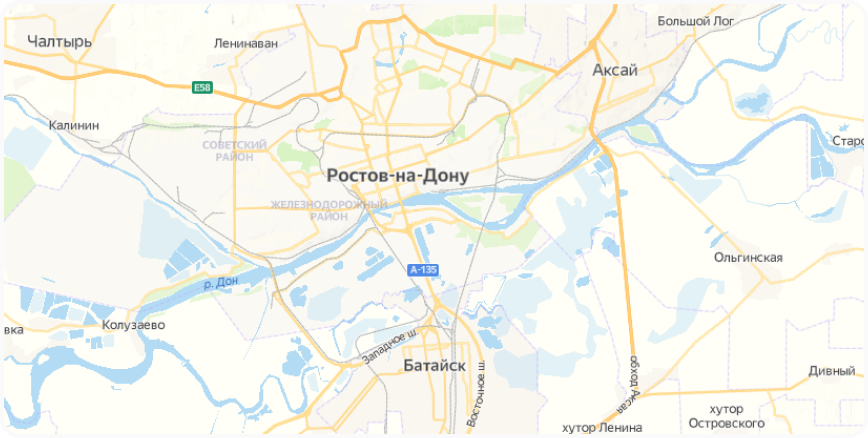 Большой Лог
Чалтырь
Ленинаван
Аксай
E58
Калинин
Старо
СОВЕТСКИЙ
РАЙОН
Ростов-на-Дону
ЖЕЛЕЗНОДОРОЖНЫЙ
РАЙОН
Ольгинская
А-135
р. Дон
Колузаево
вка
Западное ш.
Батайск
Восточное ш.
обход Аксая
Дивный
хутор
Островского
хутор Ленина